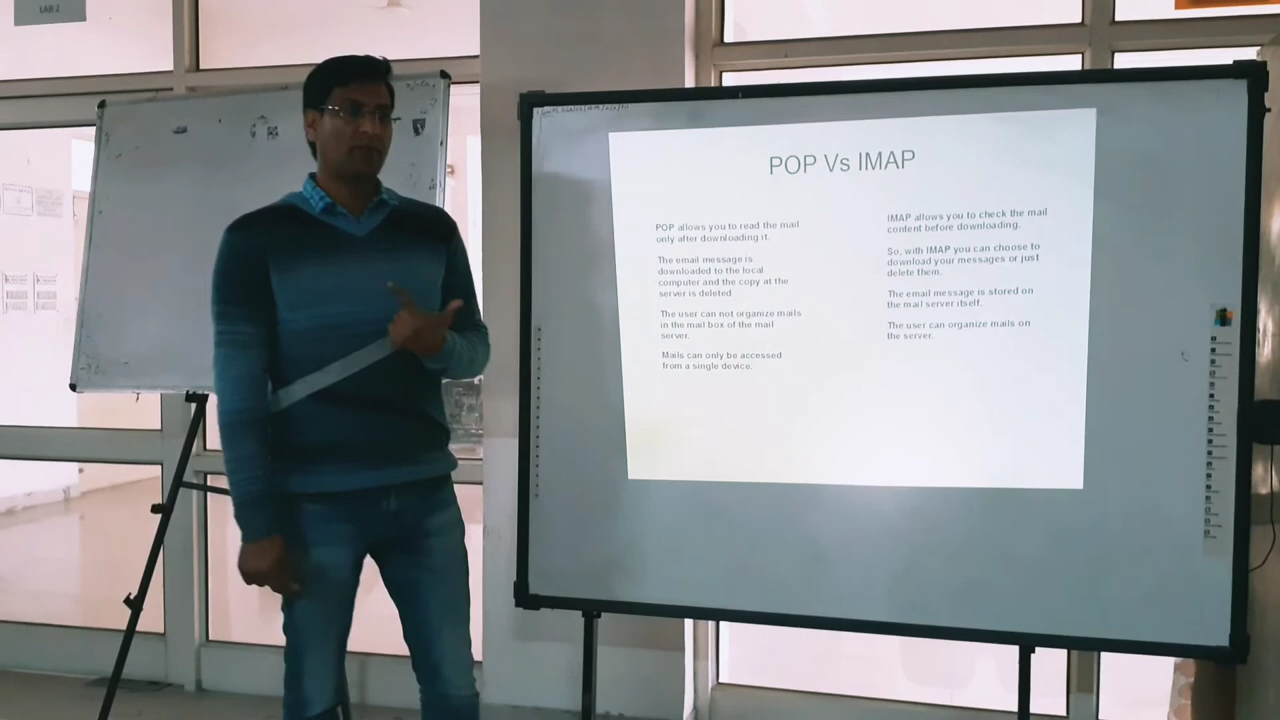 LAB 2
POP Vs IMAP
POP allows you to read the mail
only after downloading it.
The email message is
downloaded to the local
computer and the copy at the
server is deleted
The user can not organize mails
in the mail box of the mail
server.
Mails can only be accessed
from a single device.
IMAP allows you to check the mail
content before downloading.
So, with IMAP you can choose to
download your messages or just
delete them.
The email message is stored on
the mail server itself.
The user can organize mails on
the server.